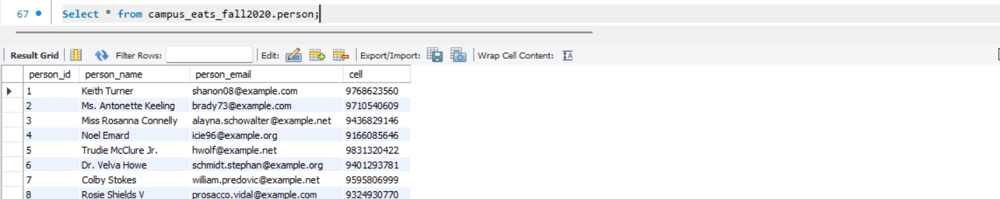 67 Select * from campus_eats_fall2020.person;
Result Grid Filter Rows: Edit: Export/Import: Wrap Cell Content: IA
person_id person_name person_email cell
1 Keith Turner shanon08@example.com 9768623560
2 Ms. Antonette Keeling brady73@example.com 9710540609
3 Miss Rosanna Connelly alayna.schowalter@example.net 9436829146
4 Noel Emard icie96@example.org 9166085646
5 Trudie McClure Jr. hwolf@example.net 9831320422
6 Dr. Velva Howe schmidt.stephan@example.org 9401293781
7 Colby Stokes william.predovic@example.net 9595806999
8 Rosie Shields V prosacco.vidal@example.com 9324930770